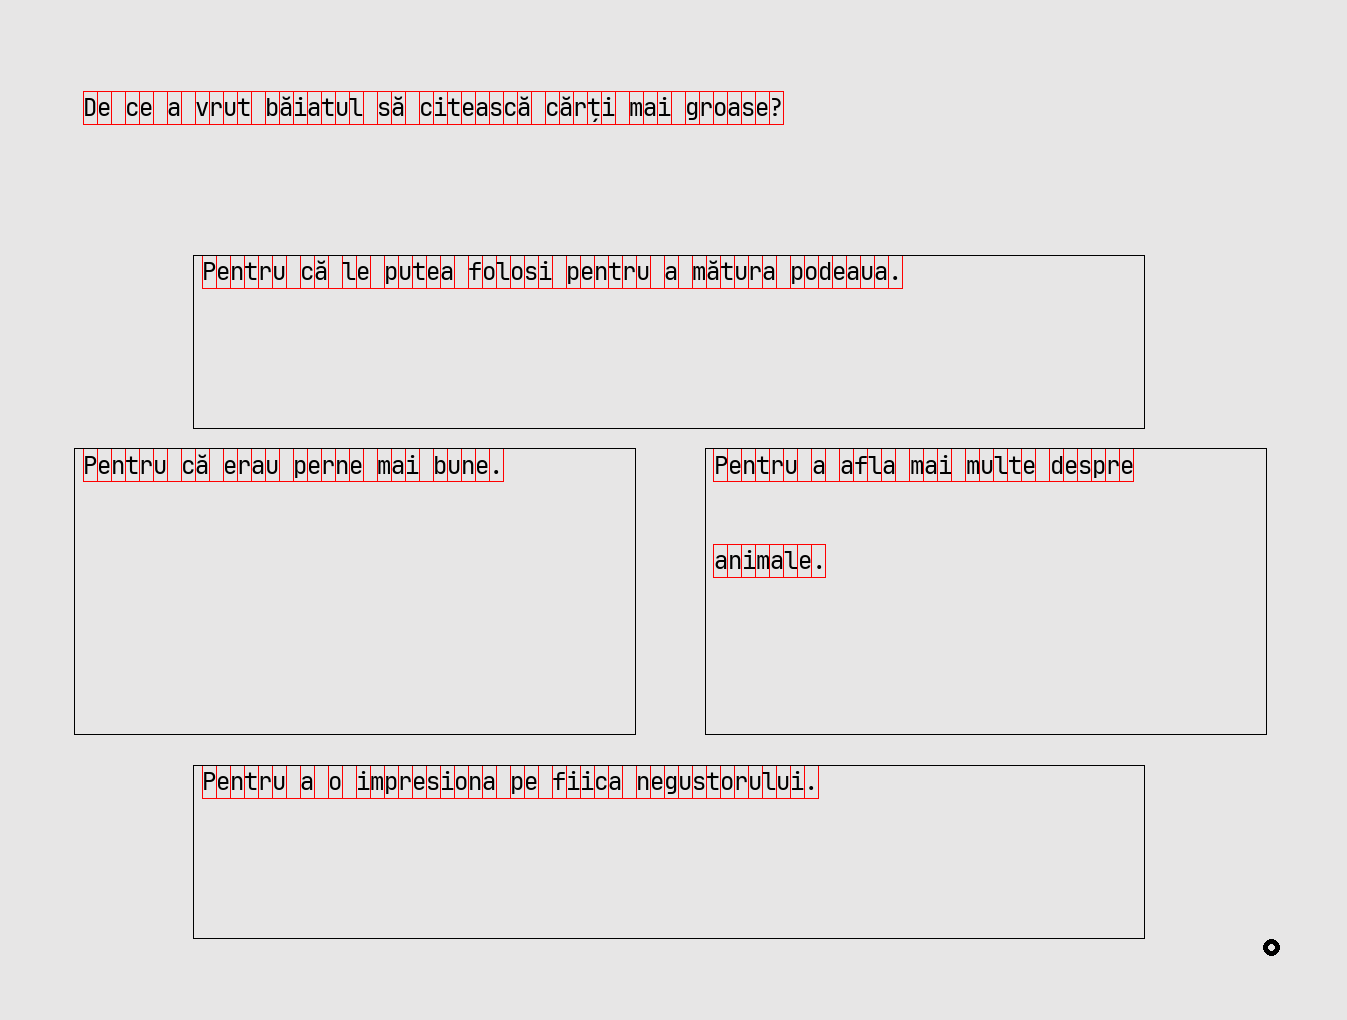 De ce a vrut băiatul să citească cărți mai groase?
Pentru că le putea folosi pentru a mătura podeaua.
Pentru că erau perne mai bune.
Pentru a afla mai multe despre
animale.
Pentru a o impresiona pe fiica negustorului.